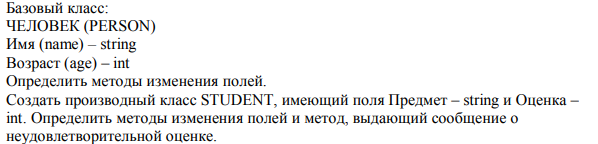 Базовый класс:
ЧЕЛОВЕК (PERSON)
Имя (name) – string
Возраст (age) – int
Определить методы изменения полей.
Создать производный класс STUDENT, имеющий поля Предмет – string и Оценка –
int. Определить методы изменения полей и метод, выдающий сообщение о
неудовлетворительной оценке.